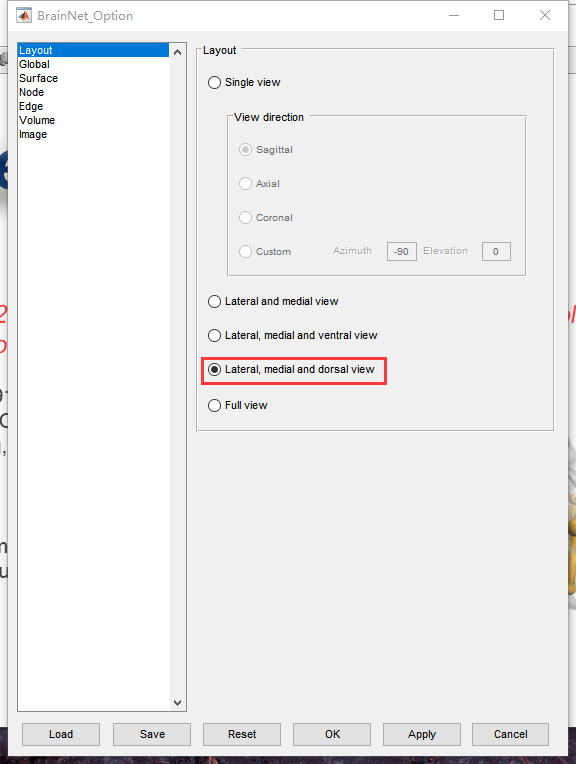 BrainNet_Option
Layout
Global
Surface
Node
Edge
Volume
Image
Layout
Single view
View direction
Sagittal
Axial
Coronal
Custom Azimuth -90 Elevation 0
Lateral and medial view
Lateral, medial and ventral view
Lateral, medial and dorsal view
Full view
Load Save Reset OK Apply Cancel